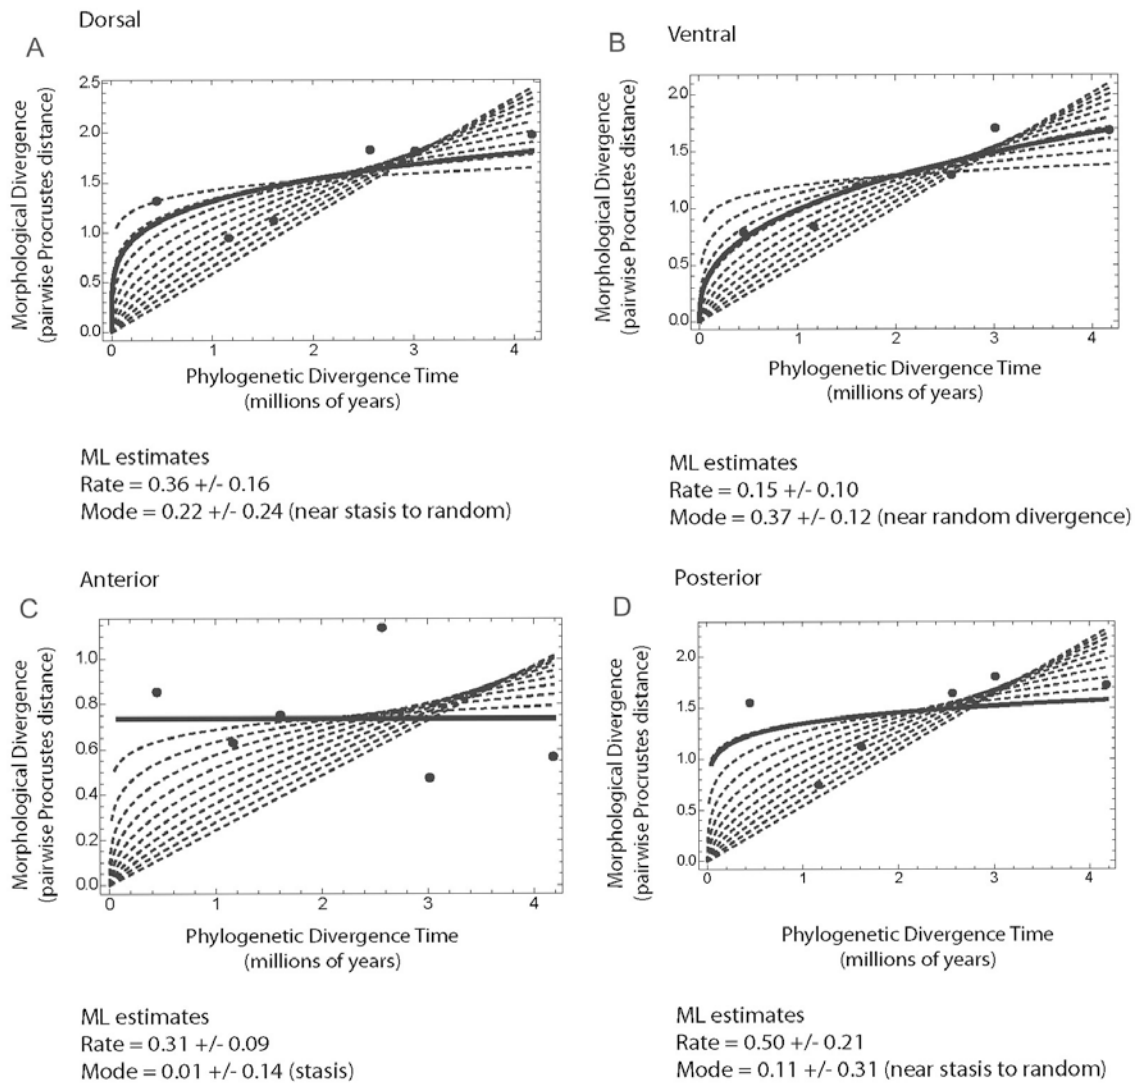 Dorsal
A
Morphological Divergence
(pairwise Procrustes distance)
2.5
2.0
1.5
1.0
0.5
0.0
0 1 2 3 4
Phylogenetic Divergence Time
(millions of years)
ML estimates
Rate = 0.36 +/- 0.16
Mode = 0.22 +/- 0.24 (near stasis to random)
Ventral
B
Morphological Divergence
(pairwise Procrustes distance)
2.0
1.5
1.0
0.5
0.0
0 1 2 3 4
Phylogenetic Divergence Time
(millions of years)
ML estimates
Rate = 0.15 +/- 0.10
Mode = 0.37 +/- 0.12 (near random divergence)
Anterior
C
Morphological Divergence
(pairwise Procrustes distance)
1.0
0.8
0.6
0.4
0.2
0.0
0 1 2 3 4
Phylogenetic Divergence Time
(millions of years)
ML estimates
Rate = 0.31 +/- 0.09
Mode = 0.01 +/- 0.14 (stasis)
Posterior
D
Morphological Divergence
(pairwise Procrustes distance)
2.0
1.5
1.0
0.5
0.0
0 1 2 3 4
Phylogenetic Divergence Time
(millions of years)
ML estimates
Rate = 0.50 +/- 0.21
Mode = 0.11 +/- 0.31 (near stasis to random)